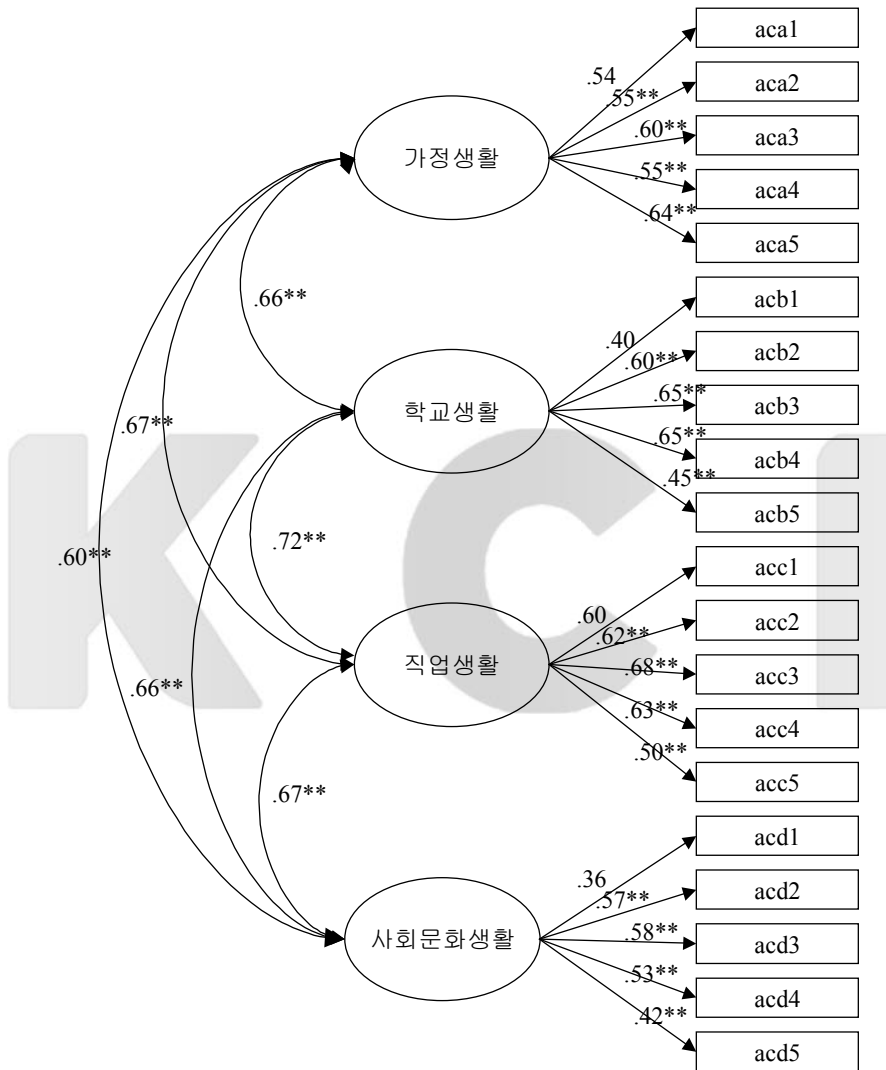 aca1
.54
aca2
.55**
가정생활
.60**
aca3
.55**
aca4
.64**
aca5
.66**
acb1
.40
acb2
.60**
학교생활
.65**
acb3
.67**
.65**
acb4
.45**
acb5
.72**
.60**
acc1
.60
acc2
.62**
직업생활
.68**
acc3
.66**
.63**
acc4
.50**
acc5
.67**
acd1
.36
acd2
.57**
사회문화생활
.58**
acd3
.53**
acd4
.42**
acd5
K C I